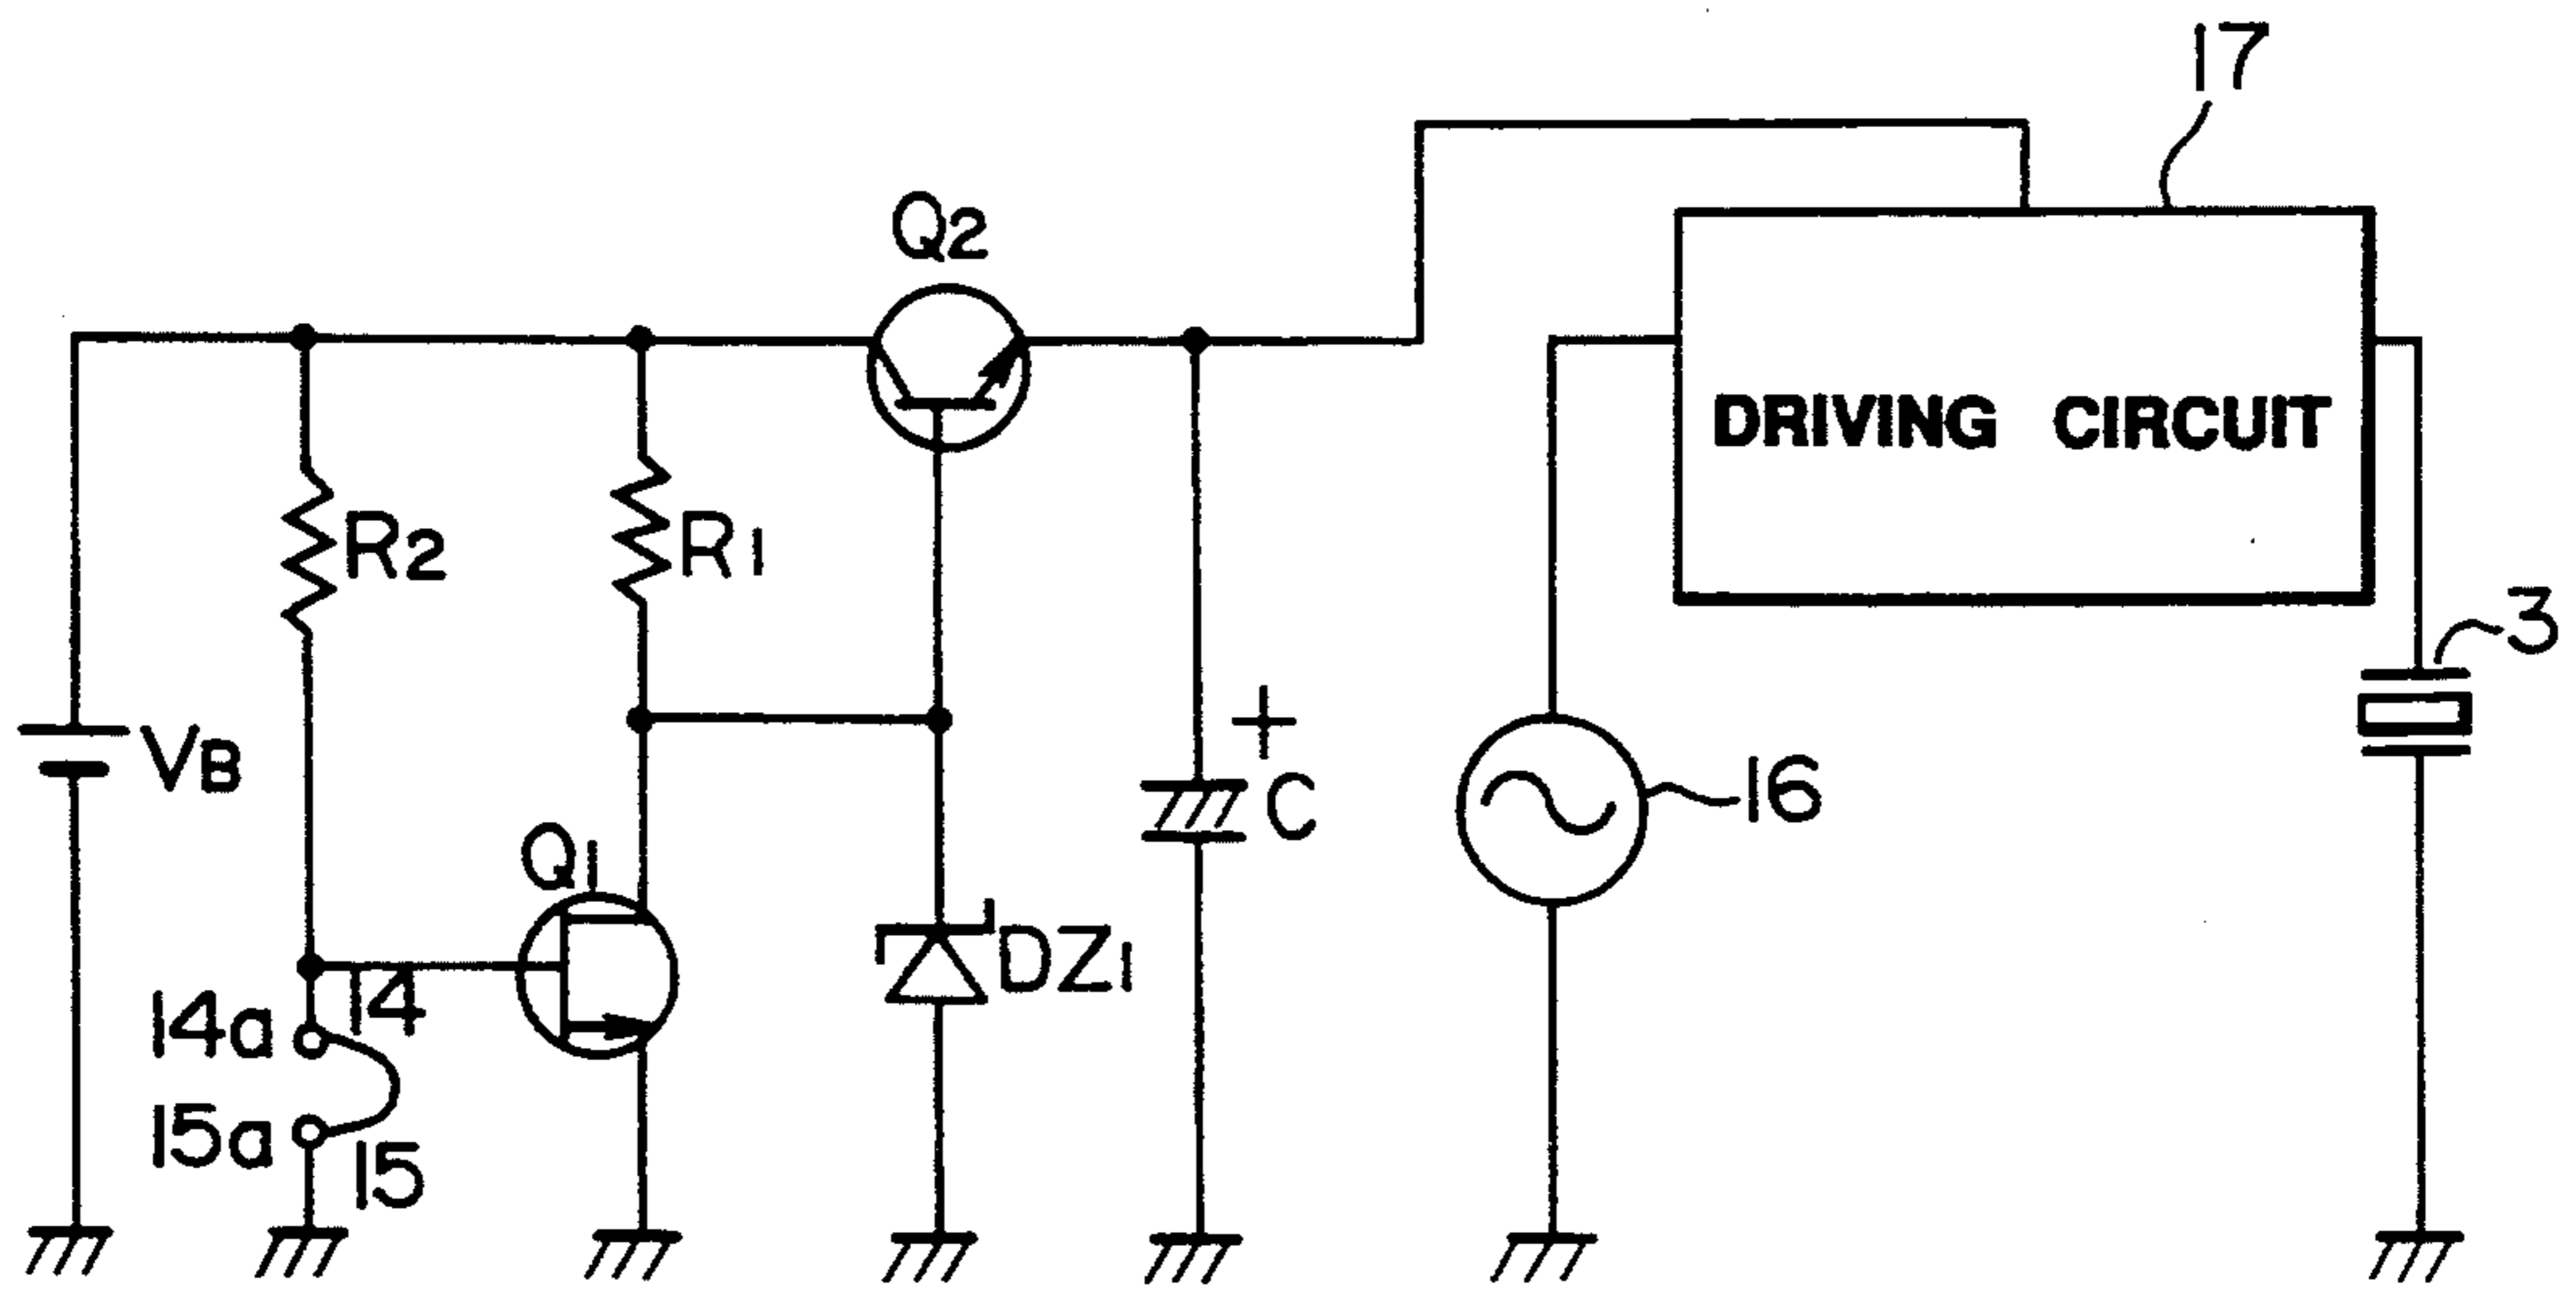 17
Q2
DRIVING CIRCUIT
R2
R1
3
VB
+
C
16
Q1
DZ1
14a
14
15a
15